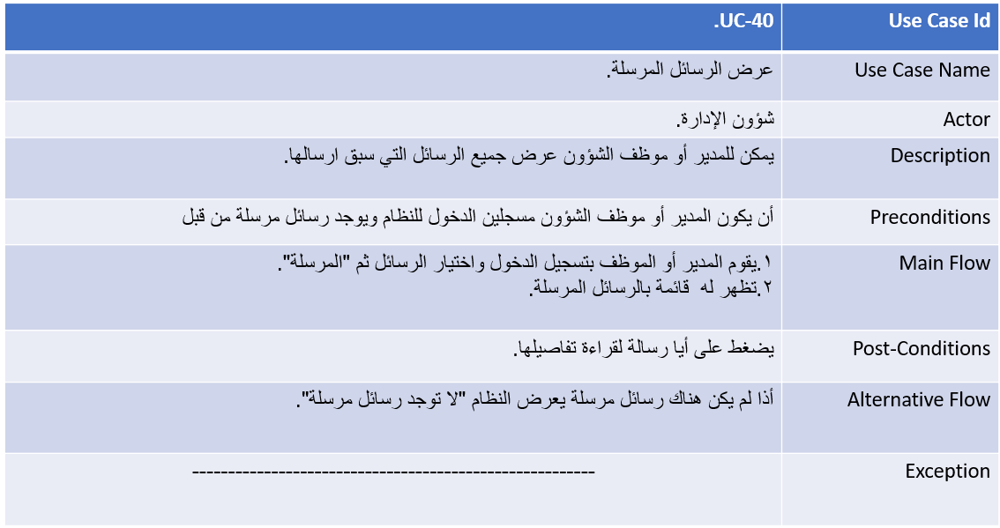 Use Case Id
UC-40.
Use Case Name
عرض الرسائل المرسلة.
Actor
شؤون الإدارة.
Description
يمكن للمدير أو موظف الشؤون عرض جميع الرسائل التي سبق ارسالها.
Preconditions
أن يكون المدير أو موظف الشؤون مسجلين الدخول للنظام ويوجد رسائل مرسلة من قبل
Main Flow
١.يقوم المدير أو الموظف بتسجيل الدخول واختيار الرسائل ثم "المرسلة".
٢.تظهر له قائمة بالرسائل المرسلة.
Post-Conditions
يضغط على أيا رسالة لقراءة تفاصيلها.
Alternative Flow
أذا لم يكن هناك رسائل مرسلة يعرض النظام "لا توجد رسائل مرسلة".
Exception
--------------------------------------------------------